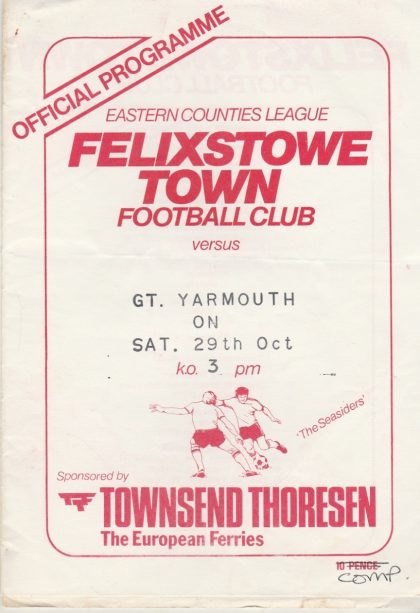 OFFICIAL PROGRAMME
EASTERN COUNTIES LEAGUE
FELIXSTOWE
TOWN
FOOTBALL CLUB
versus
GT. YARMOUTH
ON
SAT. 29th Oct
k.o. 3 pm
'The Seasiders'
Sponsored by
TOWNSEND THORESEN
The European Ferries
10 PENCE
COMP.